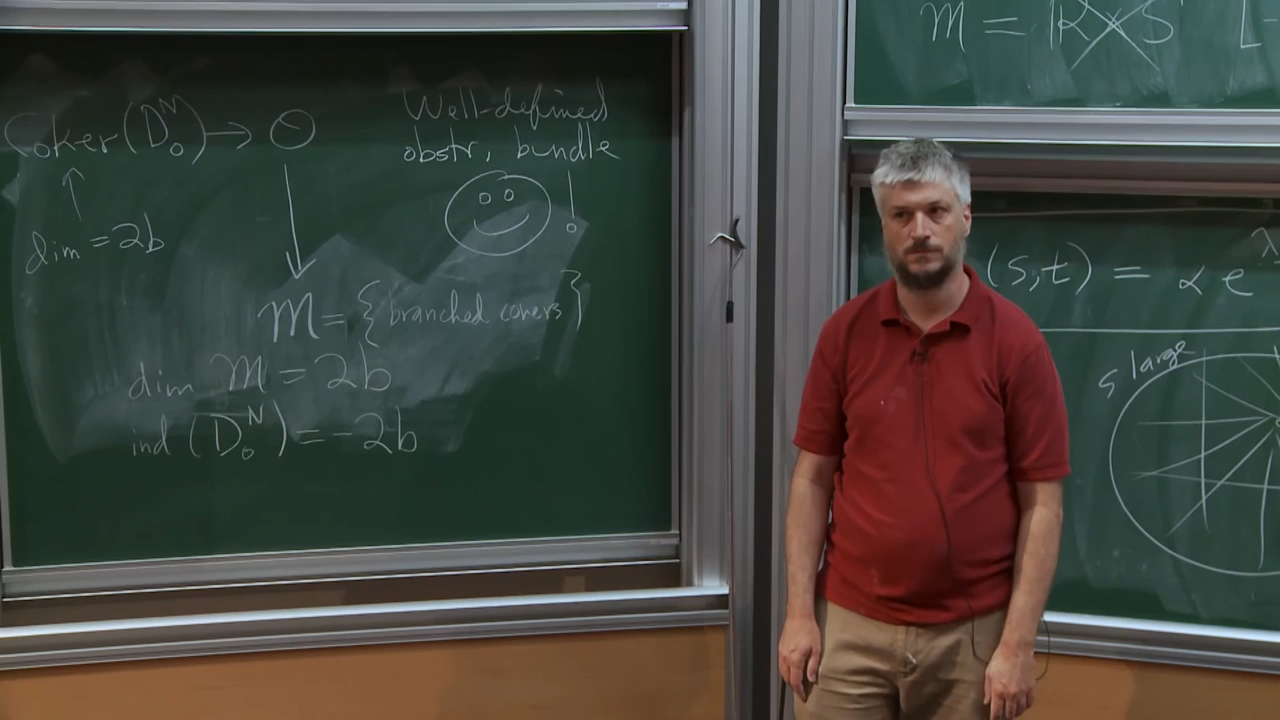 Coker(D₀ᴺ) → O
dim = 2b
Well-defined
obstr. bundle
!
m = {branched covers}
dim m = 2b
ind (D₀ᴺ) = -2b
m = ℝ × S¹
(s,t) = α e^λ
s large